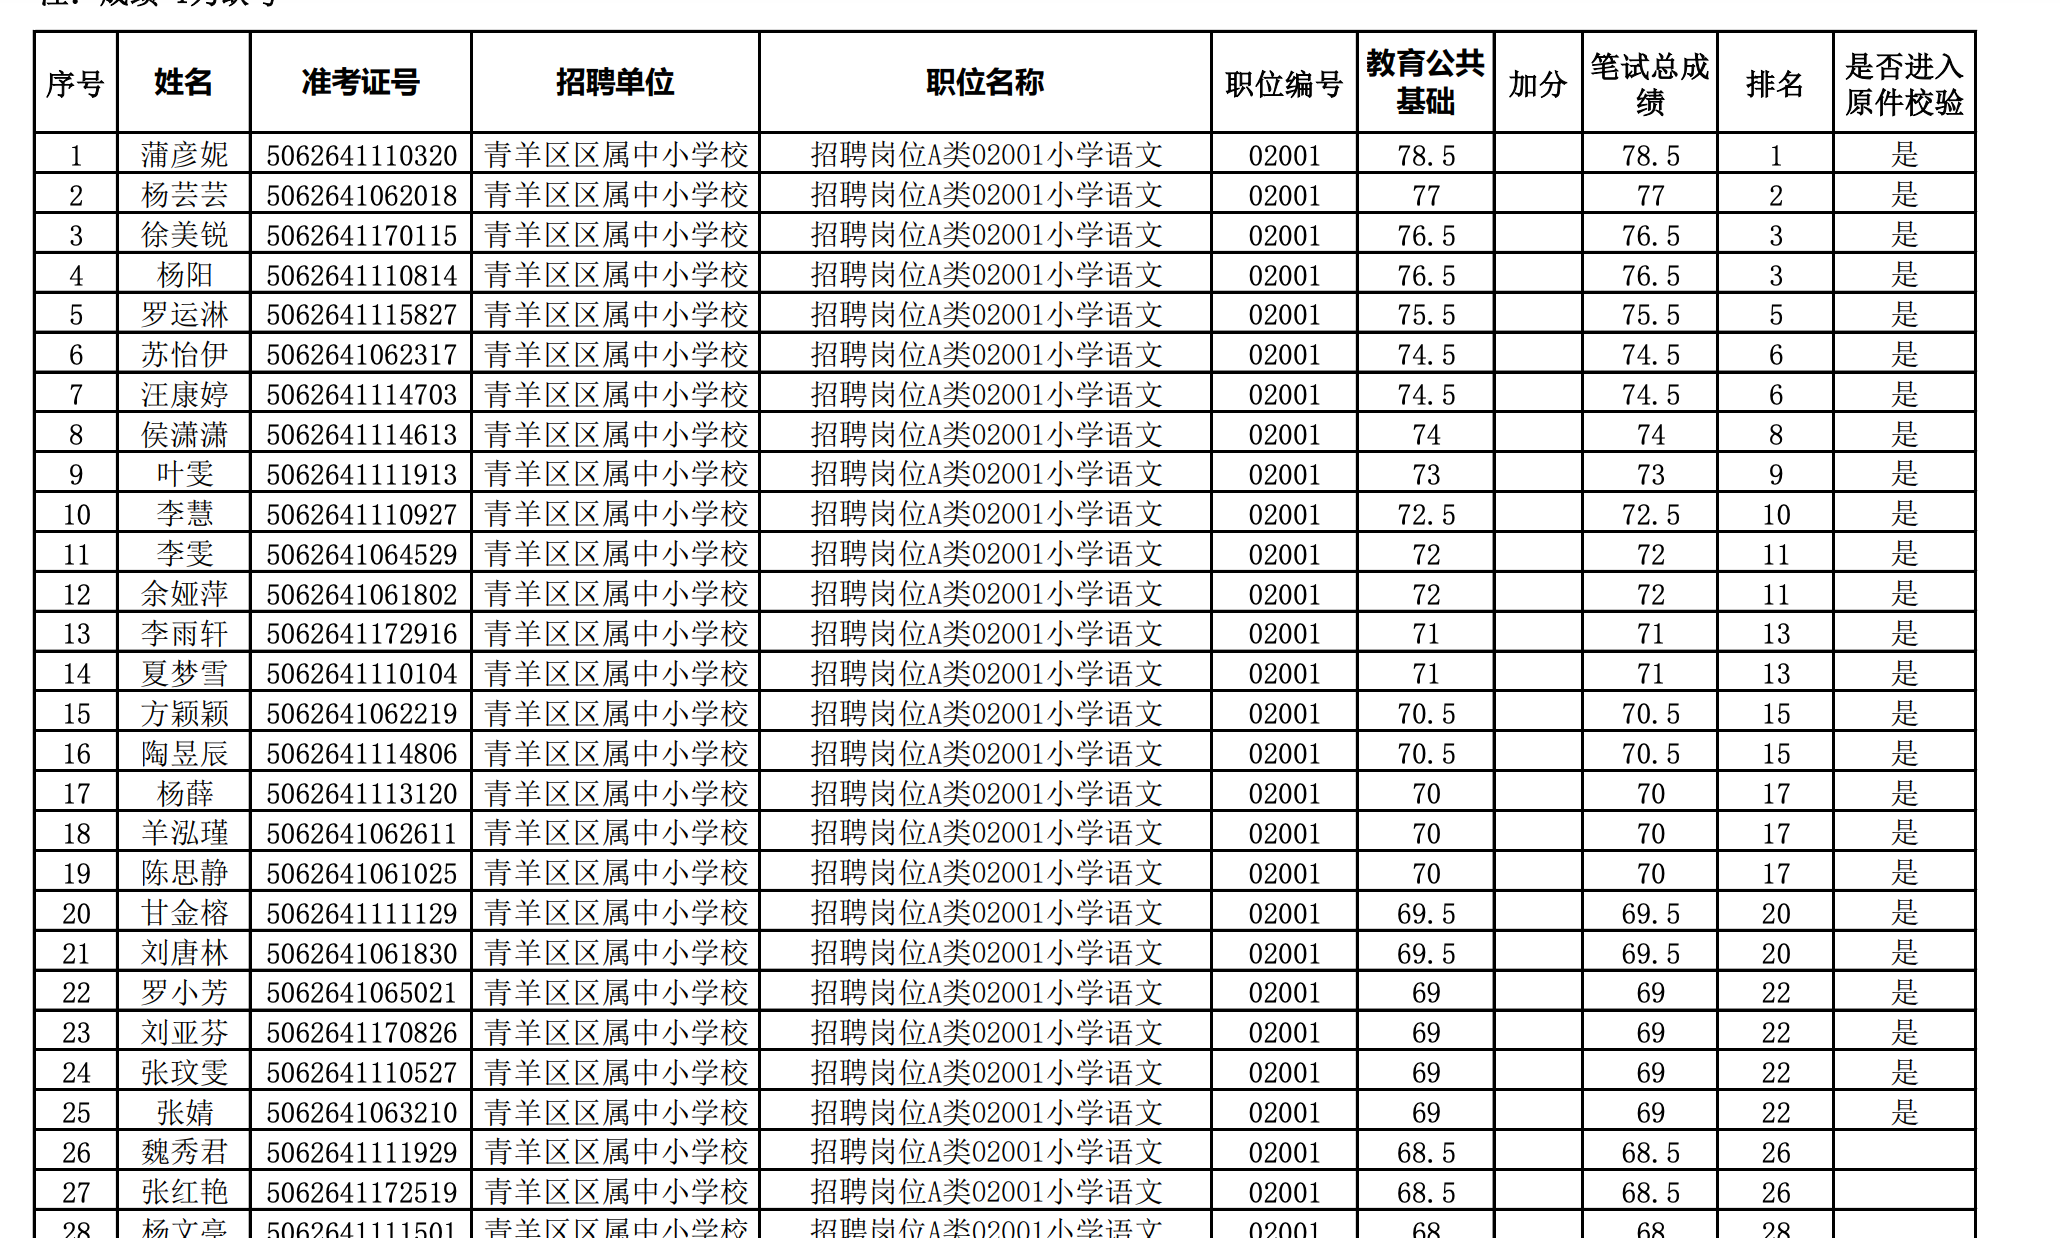 注：成绩-1为缺考
序号 姓名 准考证号 招聘单位 职位名称 职位编号 教育公共基础 加分 笔试总成绩 排名 是否进入原件校验
1 蒲彦妮 5062641110320 青羊区区属中小学校 招聘岗位A类02001小学语文 02001 78.5 78.5 1 是
2 杨芸芸 5062641062018 青羊区区属中小学校 招聘岗位A类02001小学语文 02001 77 77 2 是
3 徐美锐 5062641170115 青羊区区属中小学校 招聘岗位A类02001小学语文 02001 76.5 76.5 3 是
4 杨阳 5062641110814 青羊区区属中小学校 招聘岗位A类02001小学语文 02001 76.5 76.5 3 是
5 罗运淋 5062641115827 青羊区区属中小学校 招聘岗位A类02001小学语文 02001 75.5 75.5 5 是
6 苏怡伊 5062641062317 青羊区区属中小学校 招聘岗位A类02001小学语文 02001 74.5 74.5 6 是
7 汪康婷 5062641114703 青羊区区属中小学校 招聘岗位A类02001小学语文 02001 74.5 74.5 6 是
8 侯潇潇 5062641114613 青羊区区属中小学校 招聘岗位A类02001小学语文 02001 74 74 8 是
9 叶雯 5062641111913 青羊区区属中小学校 招聘岗位A类02001小学语文 02001 73 73 9 是
10 李慧 5062641110927 青羊区区属中小学校 招聘岗位A类02001小学语文 02001 72.5 72.5 10 是
11 李雯 5062641064529 青羊区区属中小学校 招聘岗位A类02001小学语文 02001 72 72 11 是
12 余娅萍 5062641061802 青羊区区属中小学校 招聘岗位A类02001小学语文 02001 72 72 11 是
13 李雨轩 5062641172916 青羊区区属中小学校 招聘岗位A类02001小学语文 02001 71 71 13 是
14 夏梦雪 5062641110104 青羊区区属中小学校 招聘岗位A类02001小学语文 02001 71 71 13 是
15 方颖颖 5062641062219 青羊区区属中小学校 招聘岗位A类02001小学语文 02001 70.5 70.5 15 是
16 陶昱辰 5062641114806 青羊区区属中小学校 招聘岗位A类02001小学语文 02001 70.5 70.5 15 是
17 杨薛 5062641113120 青羊区区属中小学校 招聘岗位A类02001小学语文 02001 70 70 17 是
18 羊泓瑾 5062641062611 青羊区区属中小学校 招聘岗位A类02001小学语文 02001 70 70 17 是
19 陈思静 5062641061025 青羊区区属中小学校 招聘岗位A类02001小学语文 02001 70 70 17 是
20 甘金榕 5062641111129 青羊区区属中小学校 招聘岗位A类02001小学语文 02001 69.5 69.5 20 是
21 刘唐林 5062641061830 青羊区区属中小学校 招聘岗位A类02001小学语文 02001 69.5 69.5 20 是
22 罗小芳 5062641065021 青羊区区属中小学校 招聘岗位A类02001小学语文 02001 69 69 22 是
23 刘亚芬 5062641170826 青羊区区属中小学校 招聘岗位A类02001小学语文 02001 69 69 22 是
24 张玟雯 5062641110527 青羊区区属中小学校 招聘岗位A类02001小学语文 02001 69 69 22 是
25 张婧 5062641063210 青羊区区属中小学校 招聘岗位A类02001小学语文 02001 69 69 22 是
26 魏秀君 5062641111929 青羊区区属中小学校 招聘岗位A类02001小学语文 02001 68.5 68.5 26
27 张红艳 5062641172519 青羊区区属中小学校 招聘岗位A类02001小学语文 02001 68.5 68.5 26
28 杨文亮 5062641111501 青羊区区属中小学校 招聘岗位A类02001小学语文 02001 68 68 28